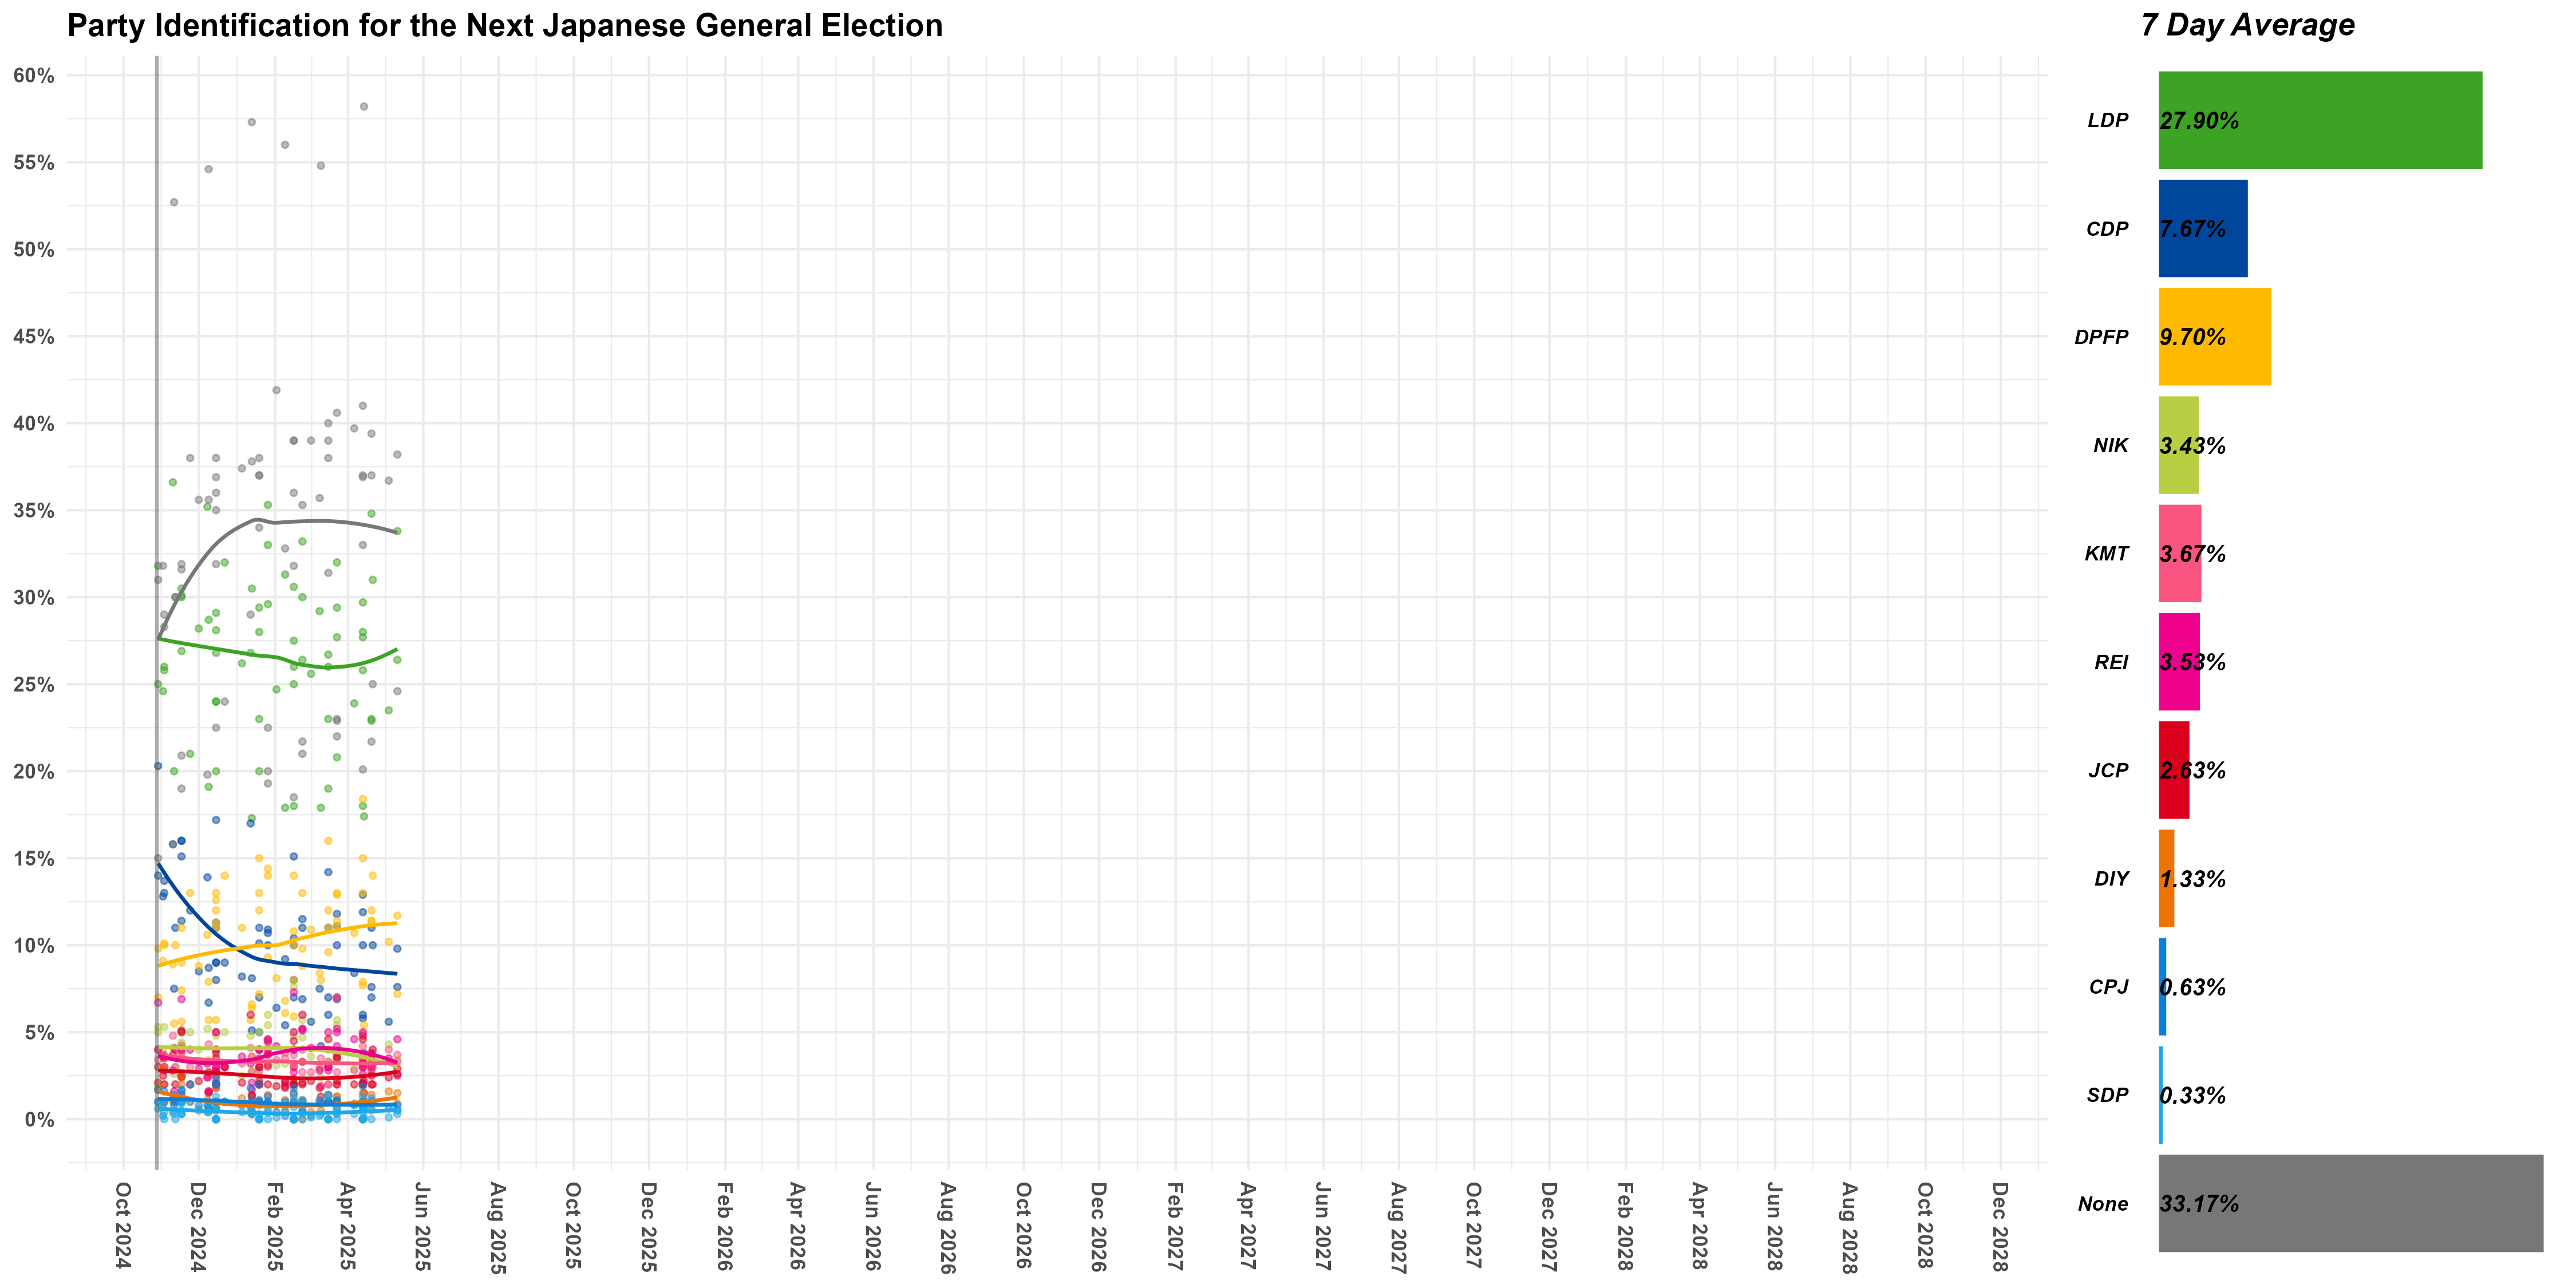 Party Identification for the Next Japanese General Election
7 Day Average
60%
55%
50%
45%
40%
35%
30%
25%
20%
15%
10%
5%
0%
Oct 2024
Dec 2024
Feb 2025
Apr 2025
Jun 2025
Aug 2025
Oct 2025
Dec 2025
Feb 2026
Apr 2026
Jun 2026
Aug 2026
Oct 2026
Dec 2026
Feb 2027
Apr 2027
Jun 2027
Aug 2027
Oct 2027
Dec 2027
Feb 2028
Apr 2028
Jun 2028
Aug 2028
Oct 2028
Dec 2028
LDP 27.90%
CDP 7.67%
DPFP 9.70%
NIK 3.43%
KMT 3.67%
REI 3.53%
JCP 2.63%
DIY 1.33%
CPJ 0.63%
SDP 0.33%
None 33.17%